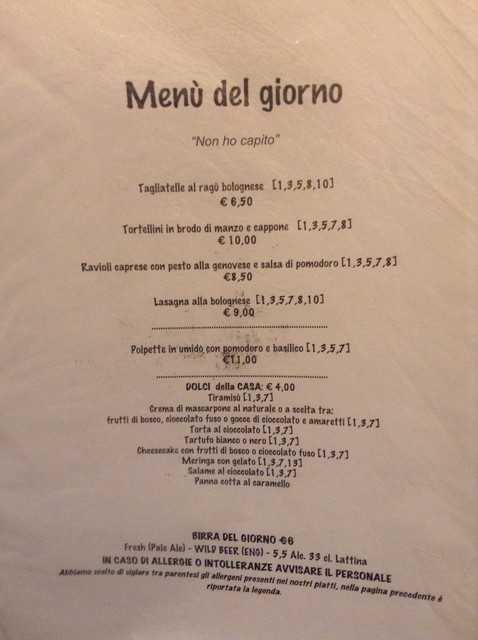 Menù del giorno
"Non ho capito"
Tagliatelle al ragù bolognese [1,3,5,8,10]
€ 6,50
Tortellini in brodo di manzo e cappone [1,3,5,7,8]
€ 10,00
Ravioli caprese con pesto alla genovese e salsa di pomodoro [1,3,5,7,8]
€8,50
Lasagna alla bolognese [1,3,5,7,8,10]
€ 9,00
Polpette in umido con pomodoro e basilico [1,3,5,7]
€11,00
DOLCI della CASA: € 4,00
Tiramisù [1,3,7]
Crema di mascarpone al naturale o a scelta tra:
frutti di bosco, cioccolato fuso o gocce di cioccolato e amaretti [1,3,7]
Torta al cioccolato [1,3,7]
Tartufo bianco o nero [1,3,7]
Cheesecake con frutti di bosco o cioccolato fuso [1,3,7]
Meringa con gelato [1,3,7,13]
Salame al cioccolato [1,3,7]
Panna cotta al caramello
BIRRA DEL GIORNO €6
Fresh (Pale Ale) - WILD BEER (ENG) - 5,5 Alc. 33 cl. Lattina
IN CASO DI ALLERGIE O INTOLLERANZE AVVISARE IL PERSONALE
Abbiamo scelto di siglare tra parentesi gli allergeni presenti nei nostri piatti, nella pagina precedente è
riportata la legenda.